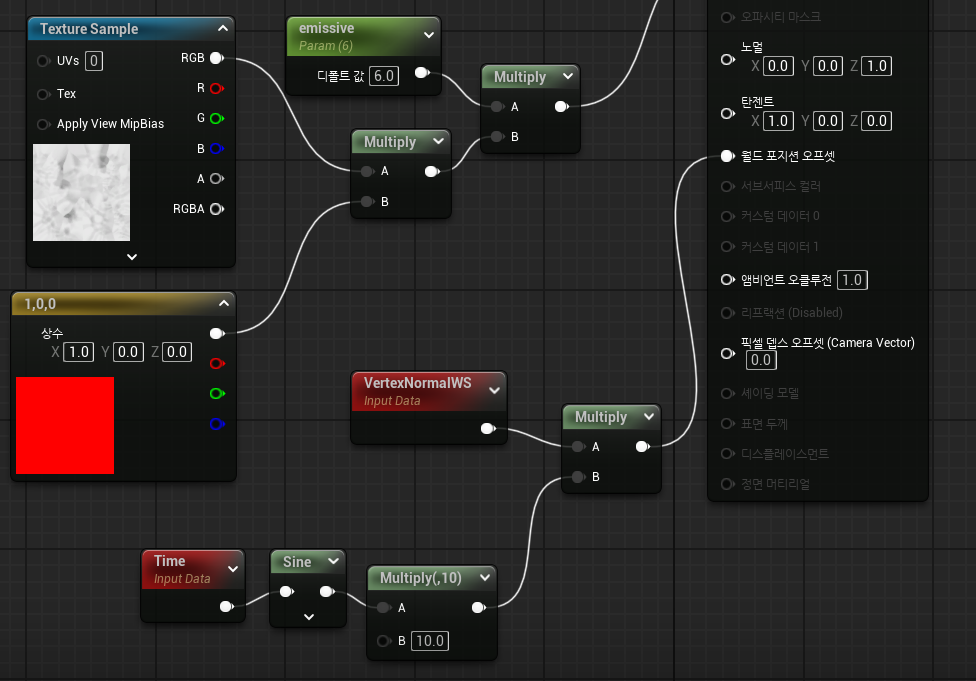 Texture Sample
UVs 0
RGB
Tex
R
Apply View MipBias
G
B
A
RGBA
emissive
Param (6)
디폴트 값 6.0
Multiply
A
B
Multiply
A
B
1,0,0
상수
X 1.0 Y 0.0 Z 0.0
VertexNormalWS
Input Data
Multiply
A
B
Time
Input Data
Sine
Multiply(,10)
A
B 10.0
오파시티 마스크
노멀
X 0.0 Y 0.0 Z 1.0
탄젠트
X 1.0 Y 0.0 Z 0.0
월드 포지션 오프셋
서브서피스 컬러
커스텀 데이터 0
커스텀 데이터 1
앰비언트 오클루전 1.0
리프랙션 (Disabled)
픽셀 뎁스 오프셋 (Camera Vector)
0.0
셰이딩 모델
표면 두께
디스플레이스먼트
정면 머티리얼